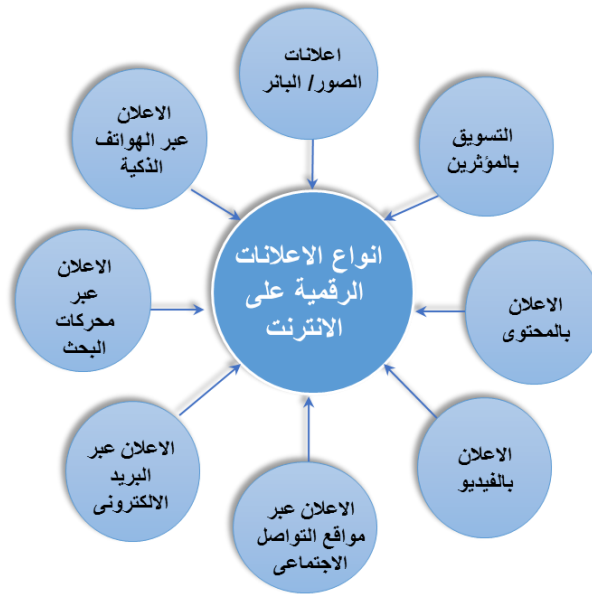 انواع الاعلانات
الرقمية على
الانترنت
اعلانات
الصور/ البانر
التسويق
بالمؤثرين
الاعلان
بالمحتوى
الاعلان
بالفيديو
الاعلان عبر
مواقع التواصل
الاجتماعى
الاعلان عبر
البريد
الالكترونى
الاعلان
عبر
محركات
البحث
الاعلان
عبر الهواتف
الذكية